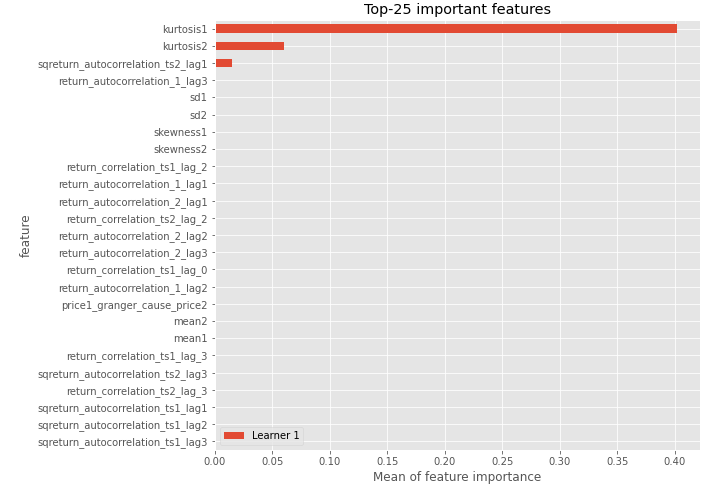 Top-25 important features
kurtosis1
kurtosis2
sqreturn_autocorrelation_ts2_lag1
return_autocorrelation_1_lag3
sd1
sd2
skewness1
skewness2
return_correlation_ts1_lag_2
return_autocorrelation_1_lag1
return_autocorrelation_2_lag1
return_correlation_ts2_lag_2
return_autocorrelation_2_lag2
return_autocorrelation_2_lag3
return_correlation_ts1_lag_0
return_autocorrelation_1_lag2
price1_granger_cause_price2
mean2
mean1
return_correlation_ts1_lag_3
sqreturn_autocorrelation_ts2_lag3
return_correlation_ts2_lag_3
sqreturn_autocorrelation_ts1_lag1
sqreturn_autocorrelation_ts1_lag2
sqreturn_autocorrelation_ts1_lag3
feature
Learner 1
0.00 0.05 0.10 0.15 0.20 0.25 0.30 0.35 0.40
Mean of feature importance